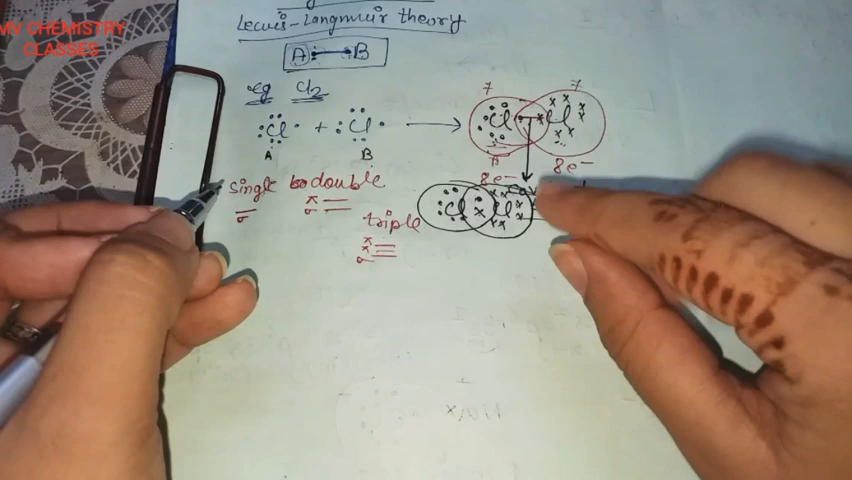 MV CHEMISTRY
CLASSES
Lewis-Langmuir theory
A : B
eg Cl2
7 7
Cl + Cl → Cl Cl
A B
8e- 8e-
single double
σ π σ
triple
Cl Cl
σ